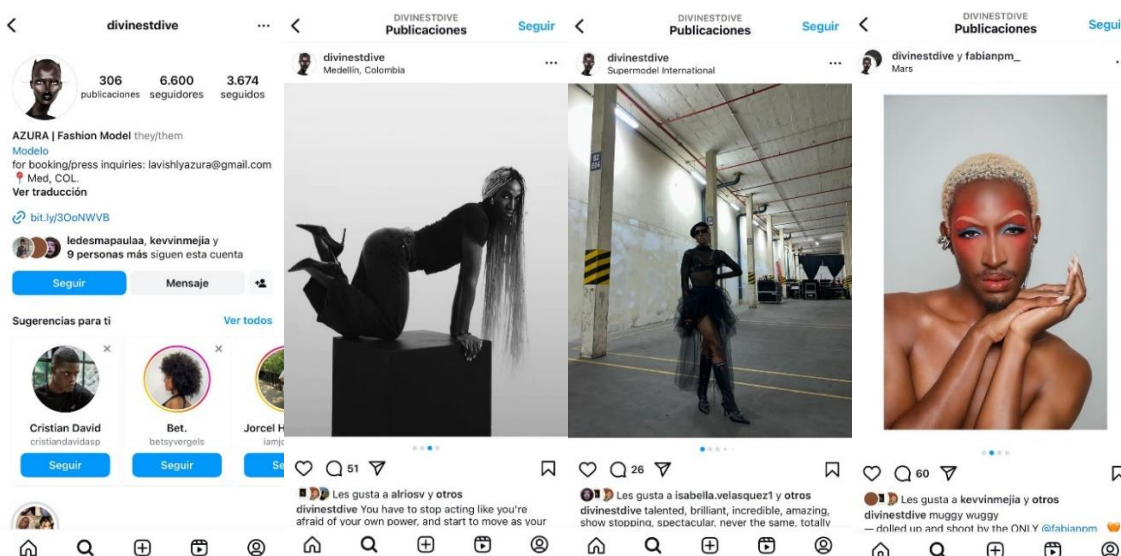 divinestdive
306
6.600
3.674
publicaciones
seguidores
seguidos
AZURA | Fashion Model they/them
Modelo
for booking/press inquiries: lavishlyazura@gmail.com
📍 Med, COL.
Ver traducción
bit.ly/3OoNWVB
ledesmapaulaa, kevvinmejia y
9 personas más siguen esta cuenta
Seguir
Mensaje
Sugerencias para ti
Ver todos
Cristian David
cristiandavidasp
Seguir
Bet.
betsyvergels
Seguir
Jorcel H
iamjo
Se
DIVINESTDIVE
Publicaciones
Seguir
divinestdive
Medellín, Colombia
51
Les gusta a alriosv y otros
divinestdive You have to stop acting like you're
afraid of your own power, and start to move as your
DIVINESTDIVE
Publicaciones
Seguir
divinestdive
Supermodel International
26
Les gusta a isabella.velasquez1 y otros
divinestdive talented, brilliant, incredible, amazing,
show stopping, spectacular, never the same, totally
DIVINESTDIVE
Publicaciones
Segui
divinestdive y fabianpm_
Mars
60
Les gusta a kevvinmejia y otros
divinestdive muggy wuggy
— dolled up and shoot by the ONLY @fabianpm_ 🧡